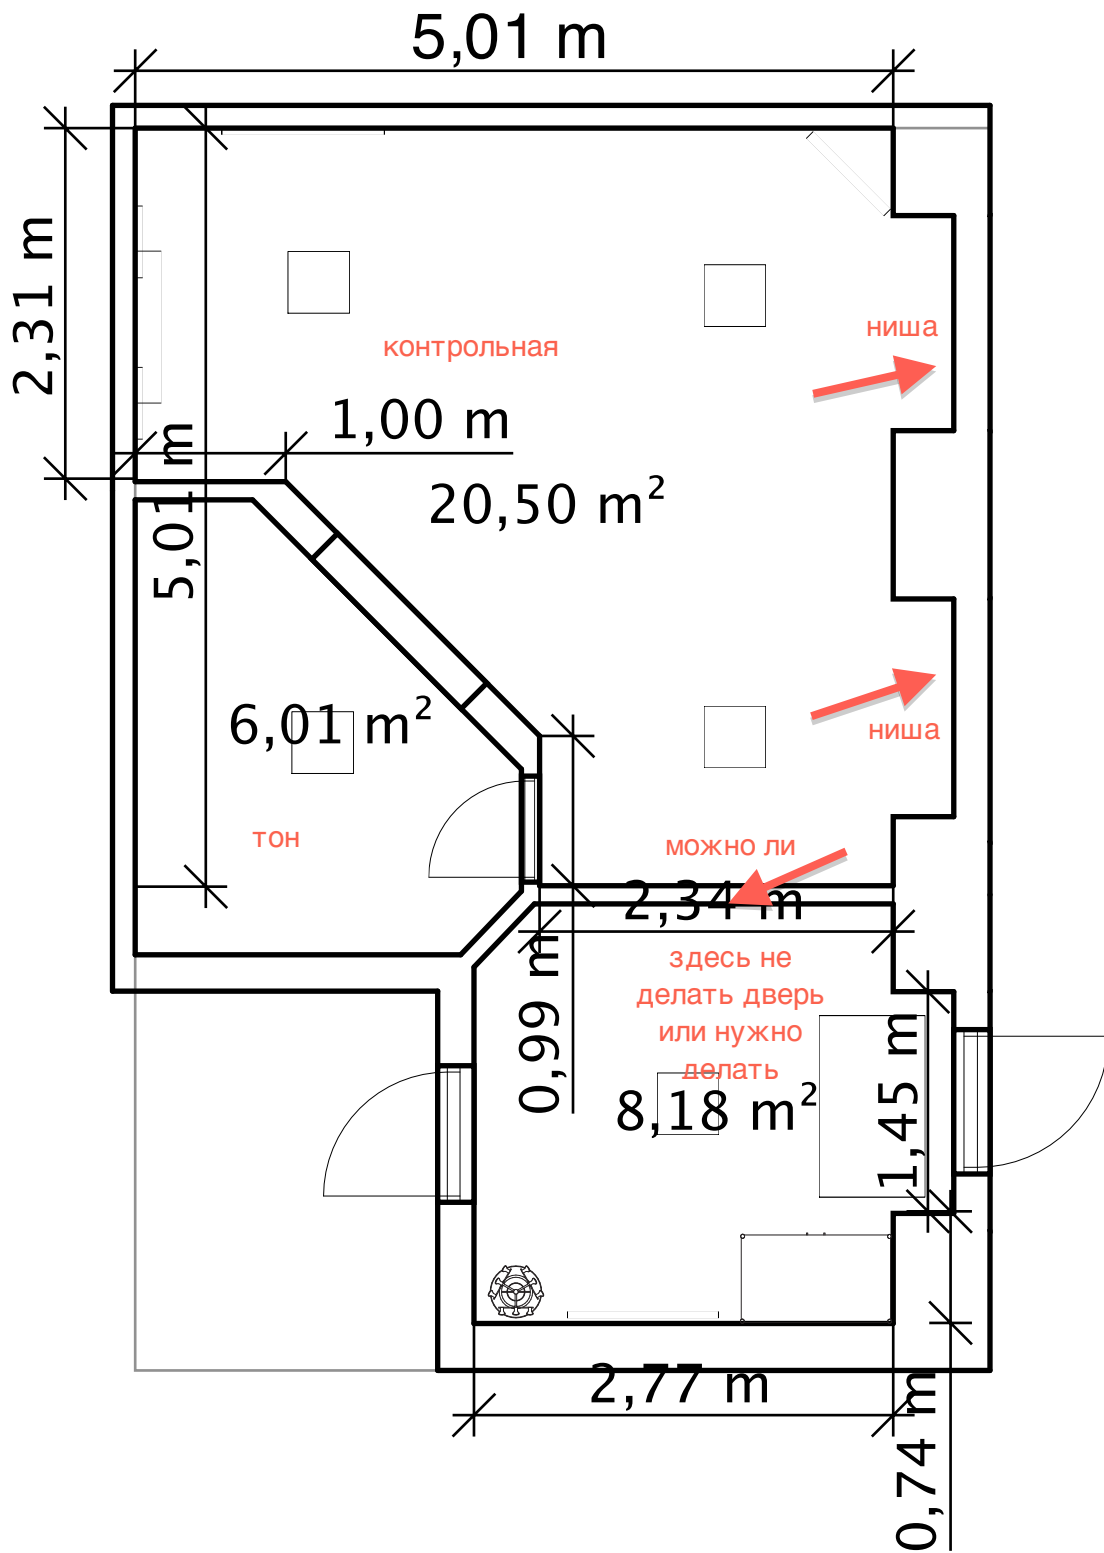 5,01 m
2,31 m
ниша
контрольная
1,00 m
5,01 m
20,50 m²
6,01 m²
ниша
тон
можно ли
2,34 m
здесь не
делать дверь
или нужно
делать
0,99 m
8,18 m²
1,45 m
2,77 m
0,74 m